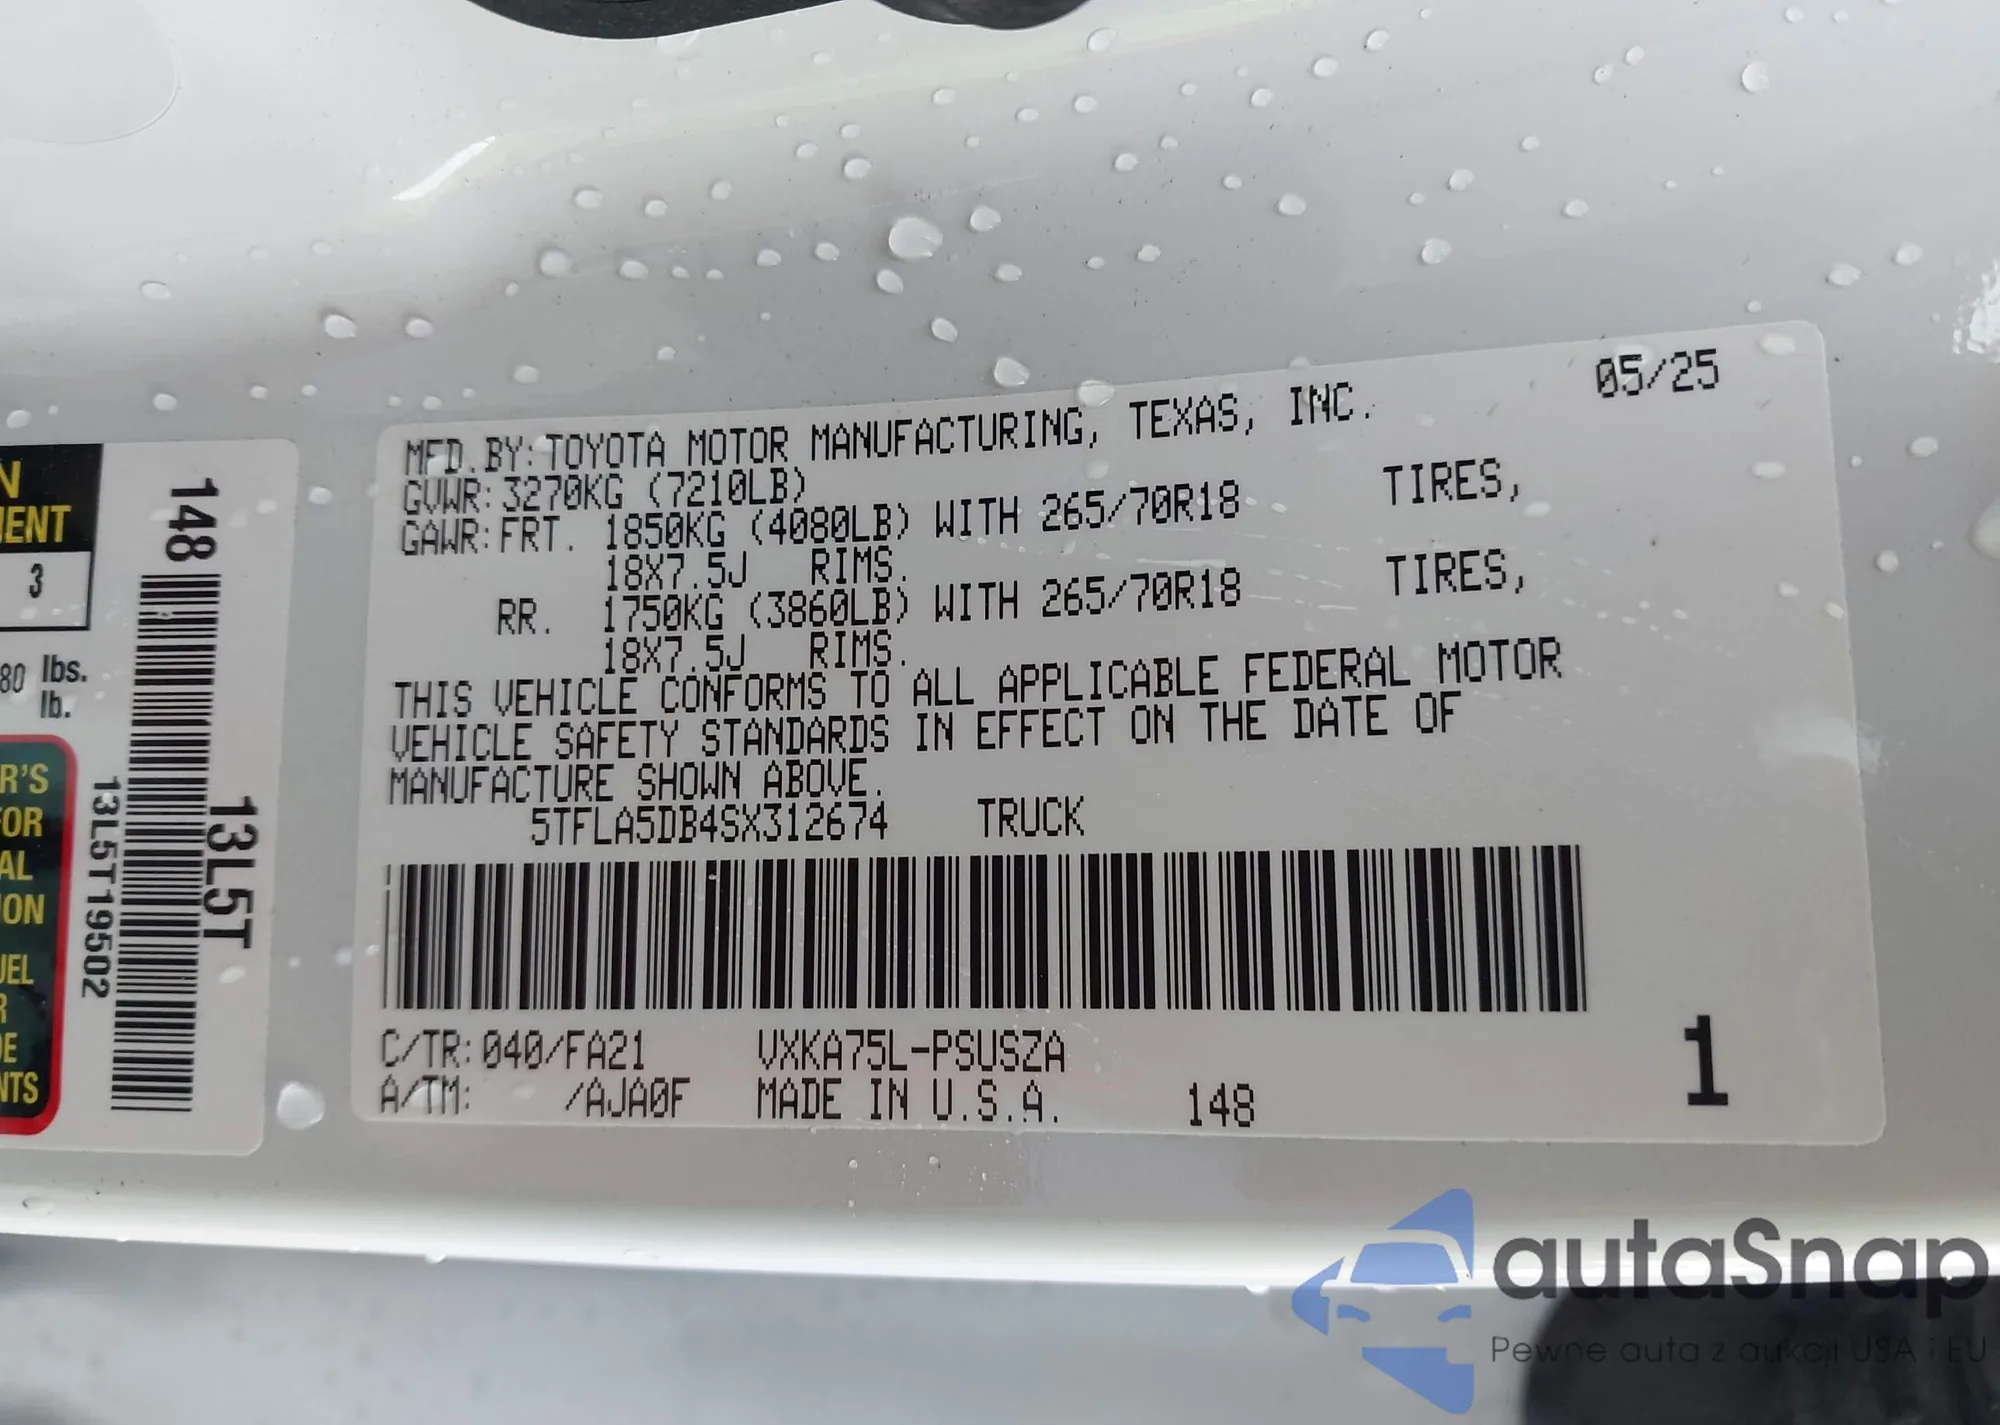 MFD.BY:TOYOTA MOTOR MANUFACTURING, TEXAS, INC. 05/25
GVWR:3270KG (7210LB)
GAWR:FRT. 1850KG (4080LB) WITH 265/70R18 TIRES,
18X7.5J RIMS.
RR. 1750KG (3860LB) WITH 265/70R18 TIRES,
18X7.5J RIMS.
THIS VEHICLE CONFORMS TO ALL APPLICABLE FEDERAL MOTOR
VEHICLE SAFETY STANDARDS IN EFFECT ON THE DATE OF
MANUFACTURE SHOWN ABOVE.
5TFLA5DB4SX312674 TRUCK
C/TR:040/FA21 VXKA75L-PSUSZA
A/TM: /AJA0F MADE IN U.S.A. 148
1
148
13L5T
13L5T19502
3
80 lbs.
lb.
autaSnap
Pewne auta z aukcji USA i EU